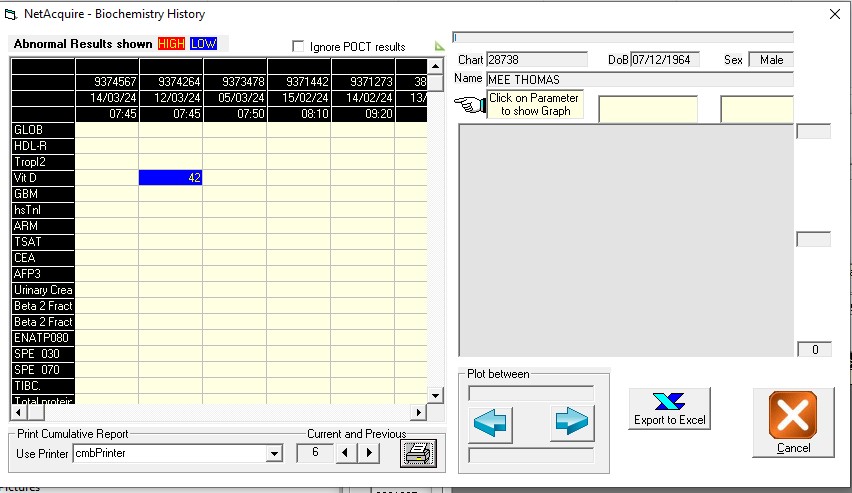 NetAcquire - Biochemistry History
Abnormal Results shown HIGH LOW
Ignore POCT results
9374567 9374264 9373478 9371442 9371273 38
14/03/24 12/03/24 05/03/24 15/02/24 14/02/24 13/
07:45 07:45 07:50 08:10 09:20
GLOB
HDL-R
TropI2
Vit D 42
GBM
hsTnI
ARM
TSAT
CEA
AFP3
Urinary Crea
Beta 2 Fract
Beta 2 Fract
ENATP080
SPE 030
SPE 070
TIBC.
Total protein
Chart 28738 DoB 07/12/1964 Sex Male
Name MEE THOMAS
Click on Parameter
to show Graph
0
Plot between
Export to Excel
Cancel
Print Cumulative Report
Current and Previous
Use Printer cmbPrinter 6
Pictures